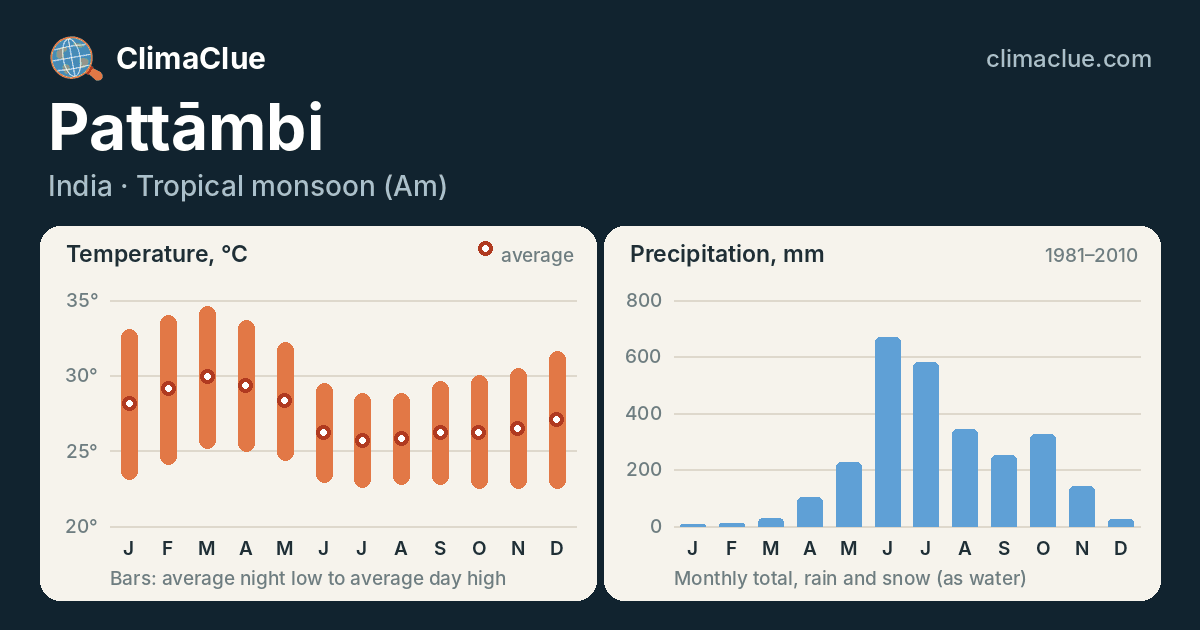 ClimaClue
climaclue.com
Pattāmbi
India · Tropical monsoon (Am)
Temperature, °C
average
35°
30°
25°
20°
J F M A M J J A S O N D
Bars: average night low to average day high
Precipitation, mm
1981–2010
800
600
400
200
0
J F M A M J J A S O N D
Monthly total, rain and snow (as water)